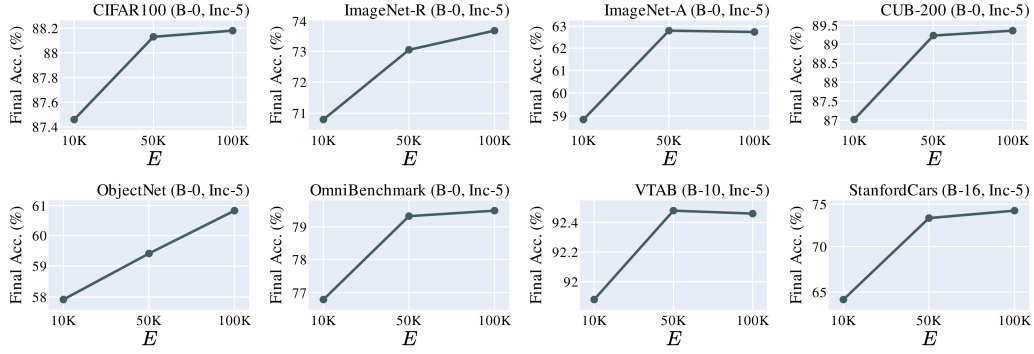 CIFAR100 (B-0, Inc-5)
Final Acc. (%)
88.2
88
87.8
87.6
87.4
10K 50K 100K
E
ImageNet-R (B-0, Inc-5)
Final Acc. (%)
74
73
72
71
10K 50K 100K
E
ImageNet-A (B-0, Inc-5)
Final Acc. (%)
63
62
61
60
59
10K 50K 100K
E
CUB-200 (B-0, Inc-5)
Final Acc. (%)
89.5
89
88.5
88
87.5
87
10K 50K 100K
E
ObjectNet (B-0, Inc-5)
Final Acc. (%)
61
60
59
58
10K 50K 100K
E
OmniBenchmark (B-0, Inc-5)
Final Acc. (%)
79
78
77
10K 50K 100K
E
VTAB (B-10, Inc-5)
Final Acc. (%)
92.4
92.2
92
10K 50K 100K
E
StanfordCars (B-16, Inc-5)
Final Acc. (%)
75
70
65
10K 50K 100K
E